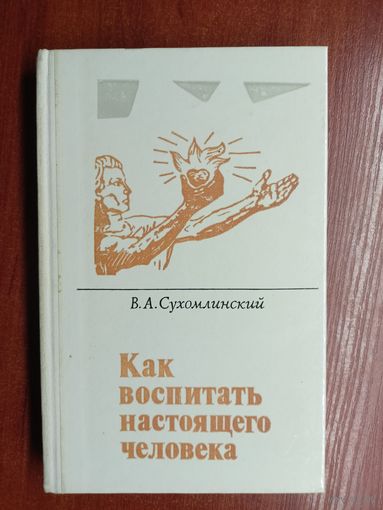 В. А. Сухомлинский
Как
воспитать
настоящего
человека